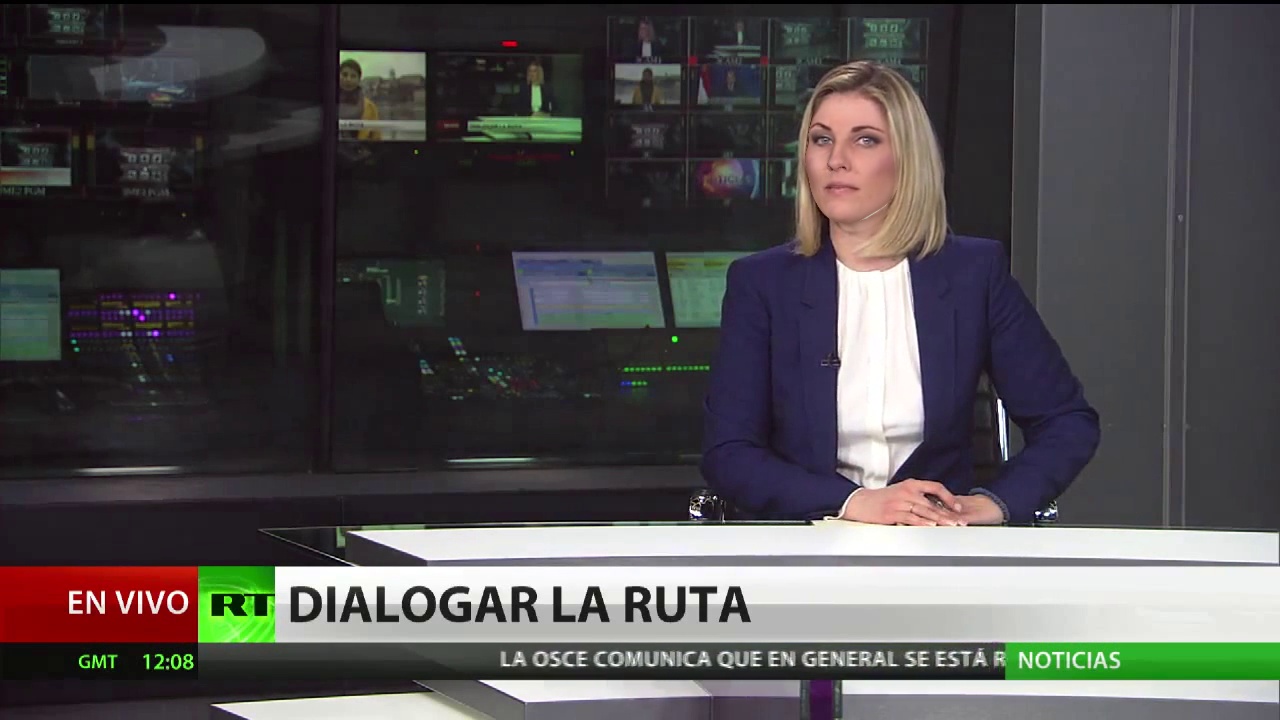 EN VIVO RT DIALOGAR LA RUTA
GMT 12:08 LA OSCE COMUNICA QUE EN GENERAL SE ESTÁ R NOTICIAS